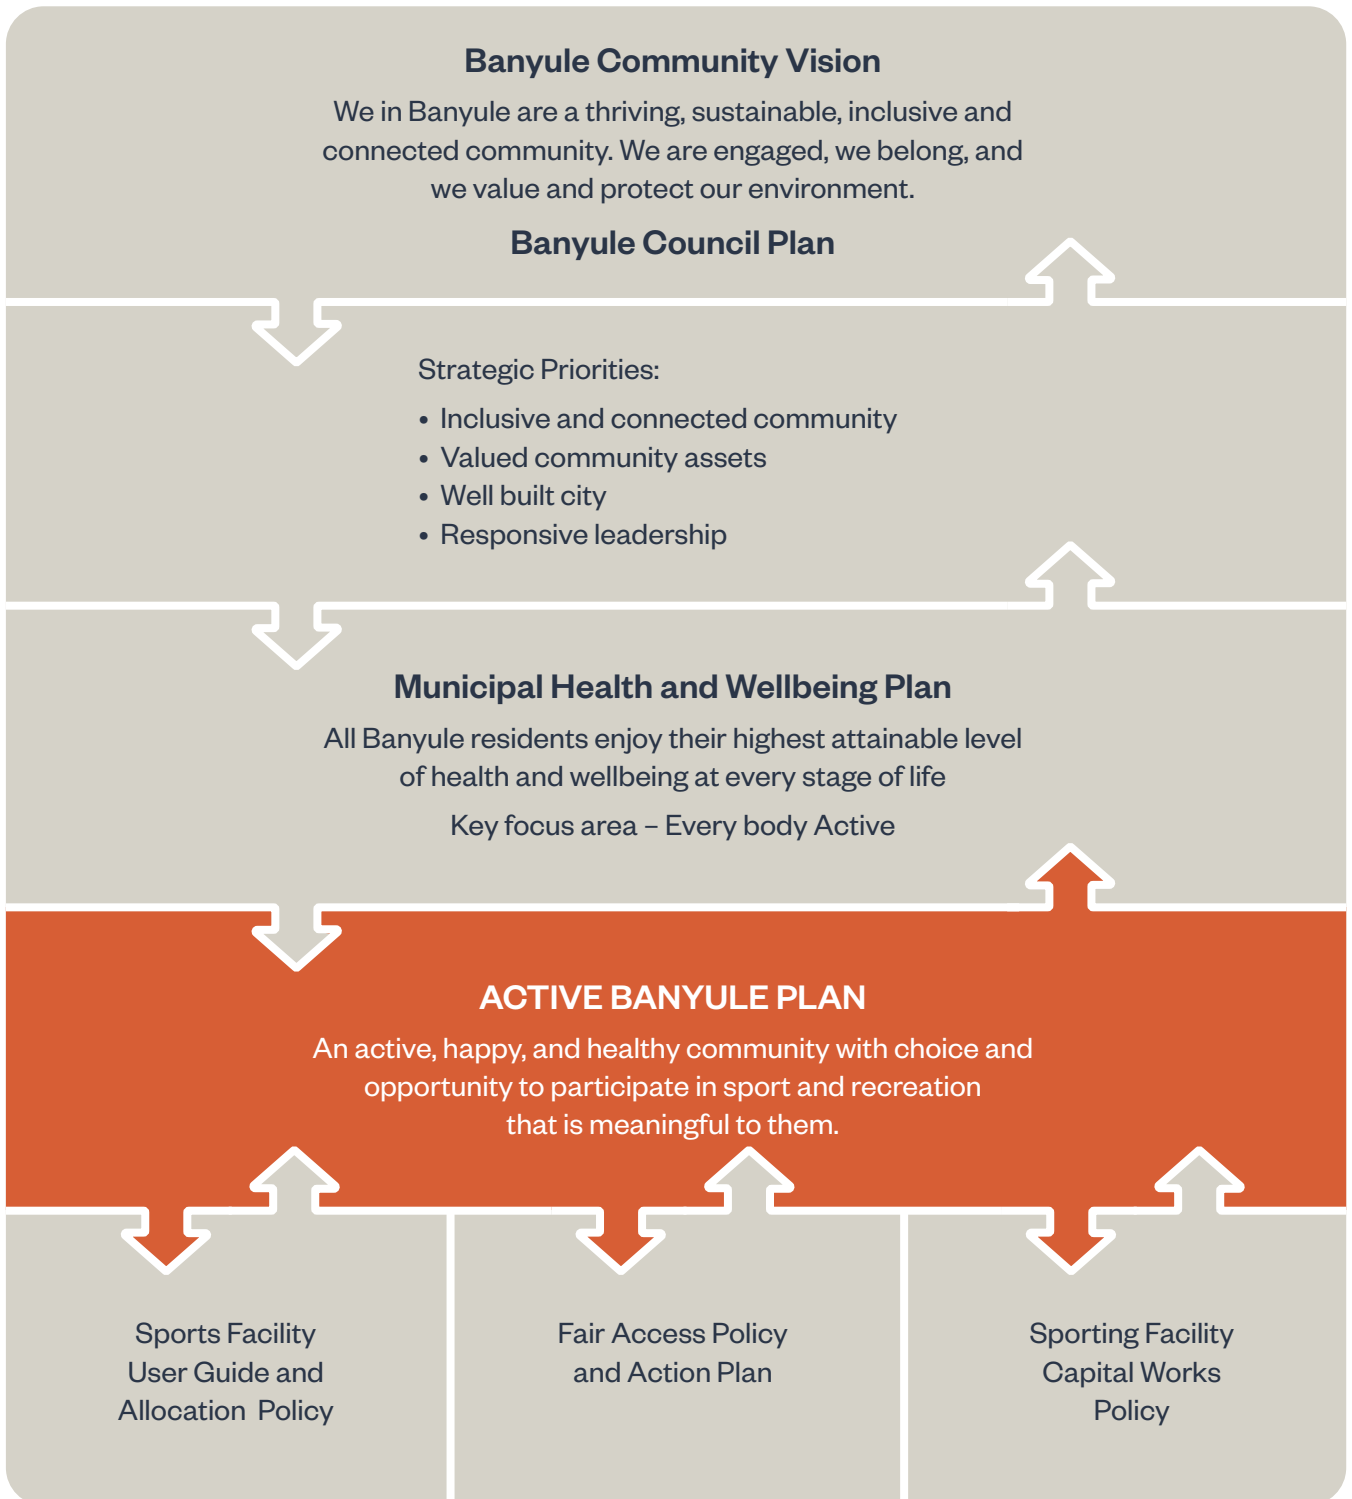 Banyule Community Vision
We in Banyule are a thriving, sustainable, inclusive and
connected community. We are engaged, we belong, and
we value and protect our environment.
Banyule Council Plan
Strategic Priorities:
• Inclusive and connected community
• Valued community assets
• Well built city
• Responsive leadership
Municipal Health and Wellbeing Plan
All Banyule residents enjoy their highest attainable level
of health and wellbeing at every stage of life
Key focus area – Every body Active
ACTIVE BANYULE PLAN
An active, happy, and healthy community with choice and
opportunity to participate in sport and recreation
that is meaningful to them.
Sports Facility
User Guide and
Allocation Policy
Fair Access Policy
and Action Plan
Sporting Facility
Capital Works
Policy